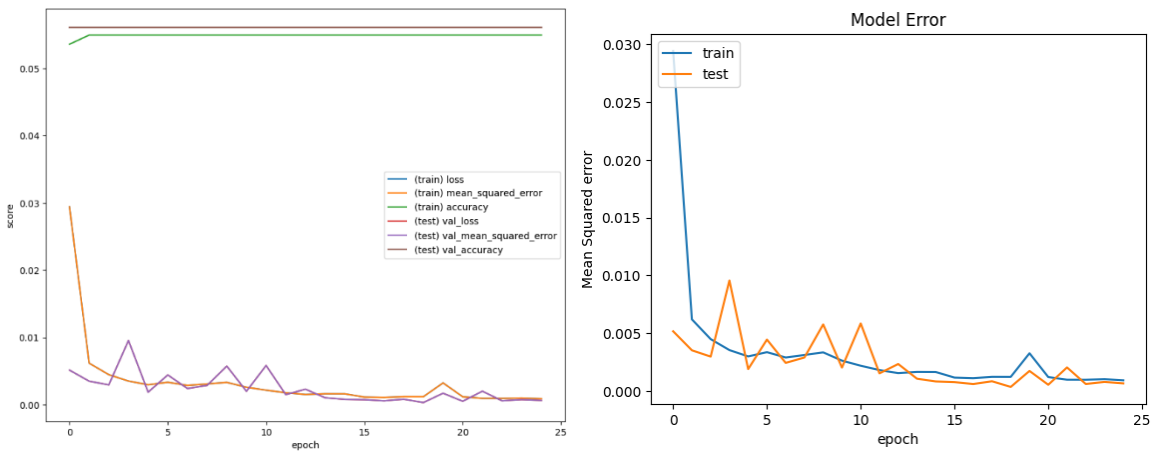 score
0.05
0.04
0.03
0.02
0.01
0.00
(train) loss
(train) mean_squared_error
(train) accuracy
(test) val_loss
(test) val_mean_squared_error
(test) val_accuracy
0 5 10 15 20 25
epoch
Model Error
Mean Squared error
0.030
0.025
0.020
0.015
0.010
0.005
0.000
train
test
0 5 10 15 20 25
epoch